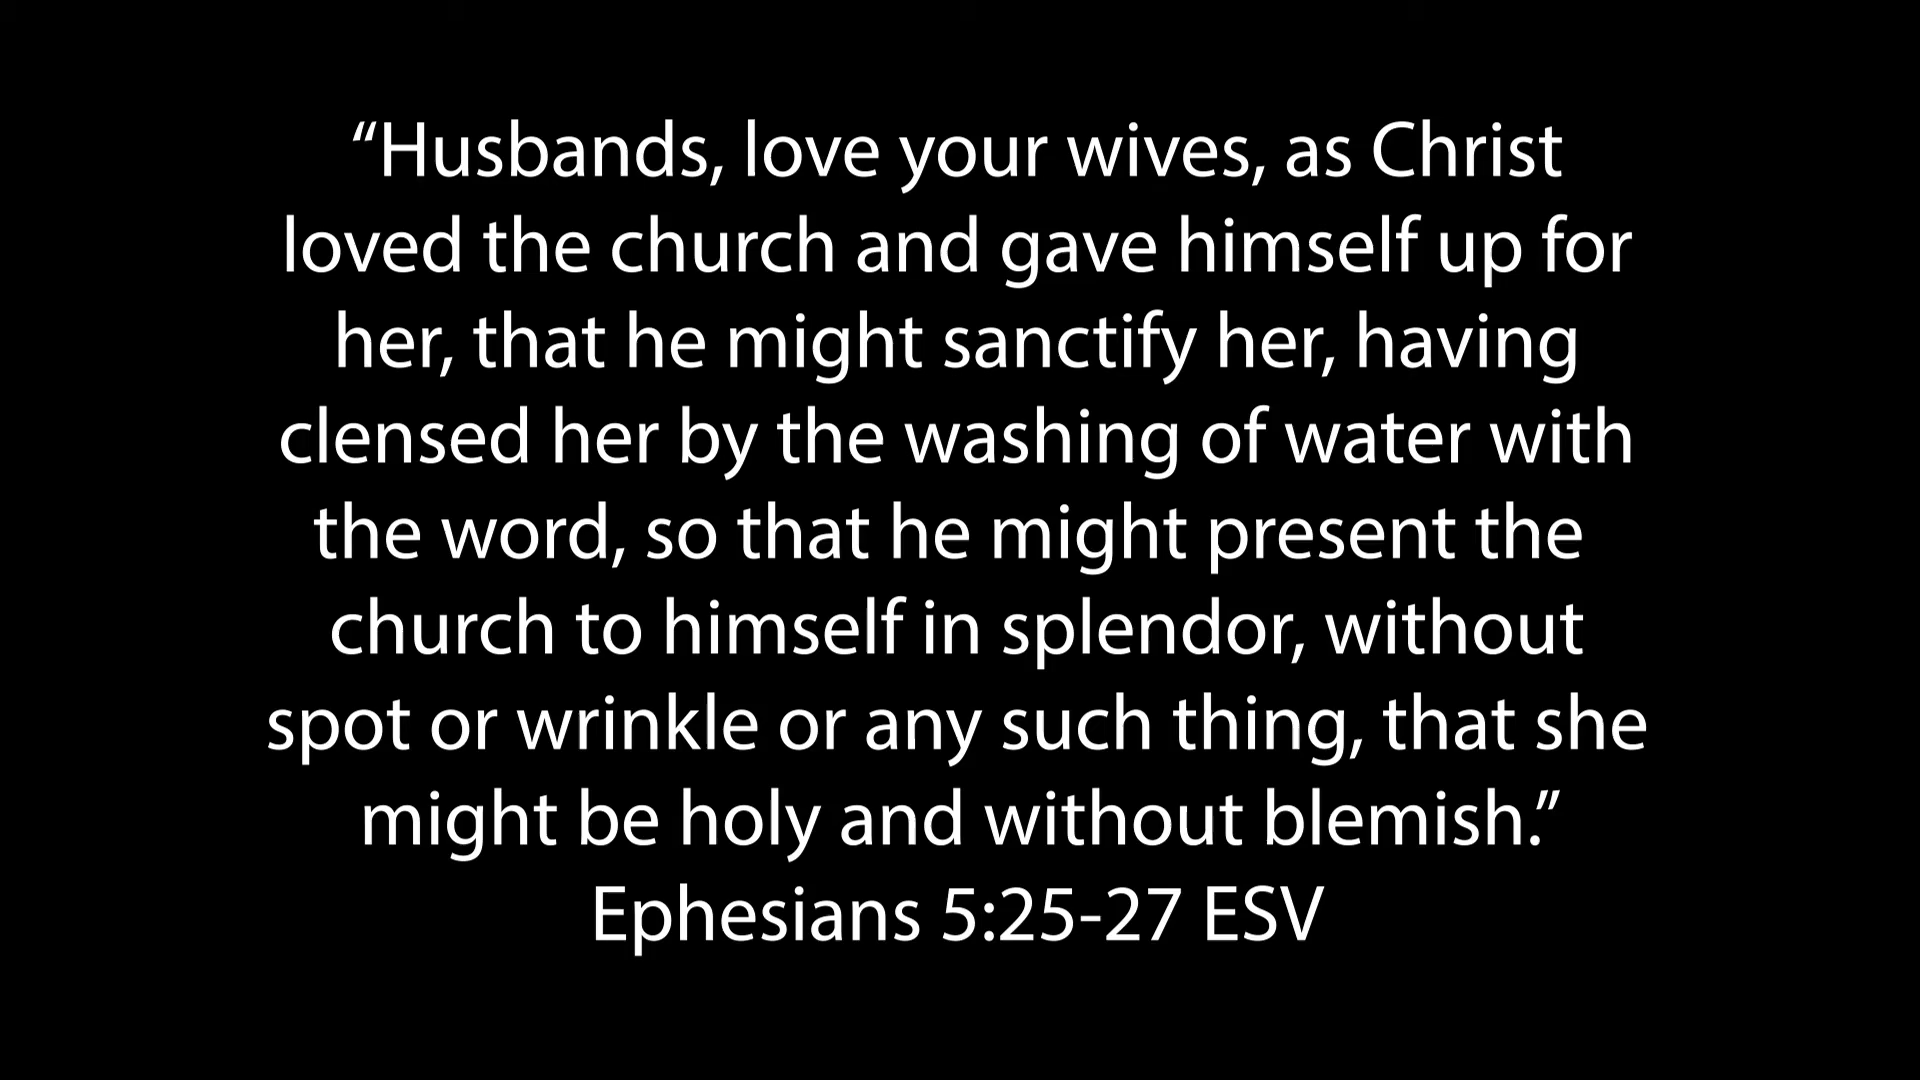 “Husbands, love your wives, as Christ
loved the church and gave himself up for
her, that he might sanctify her, having
clensed her by the washing of water with
the word, so that he might present the
church to himself in splendor, without
spot or wrinkle or any such thing, that she
might be holy and without blemish.”
Ephesians 5:25-27 ESV